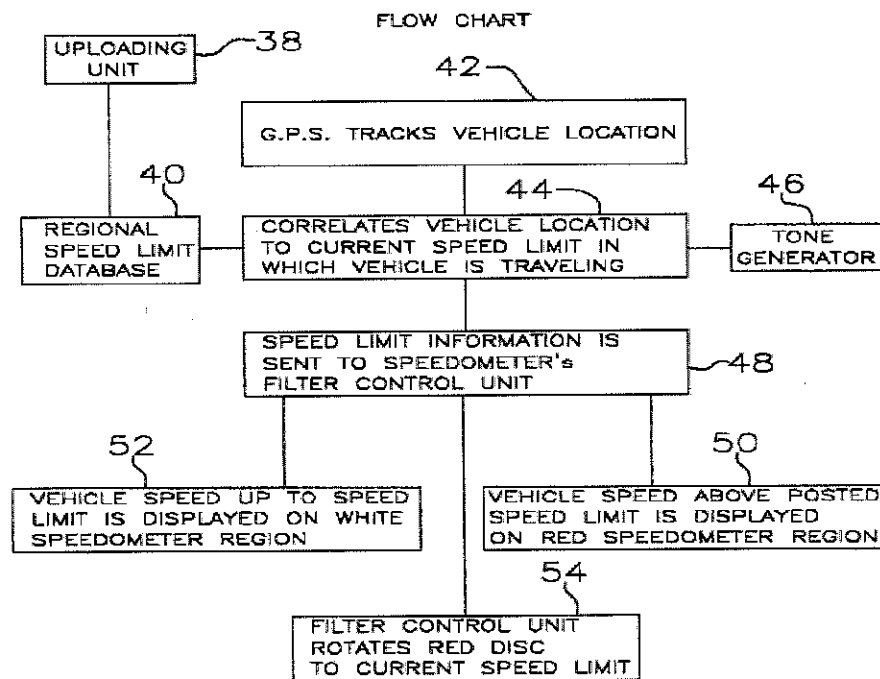 FLOW CHART
UPLOADING
UNIT
38
42
G.P.S. TRACKS VEHICLE LOCATION
40
REGIONAL
SPEED LIMIT
DATABASE
44
CORRELATES VEHICLE LOCATION
TO CURRENT SPEED LIMIT IN
WHICH VEHICLE IS TRAVELING
46
TONE
GENERATOR
SPEED LIMIT INFORMATION IS
SENT TO SPEEDOMETER's
FILTER CONTROL UNIT
48
52
VEHICLE SPEED UP TO SPEED
LIMIT IS DISPLAYED ON WHITE
SPEEDOMETER REGION
50
VEHICLE SPEED ABOVE POSTED
SPEED LIMIT IS DISPLAYED
ON RED SPEEDOMETER REGION
54
FILTER CONTROL UNIT
ROTATES RED DISC
TO CURRENT SPEED LIMIT